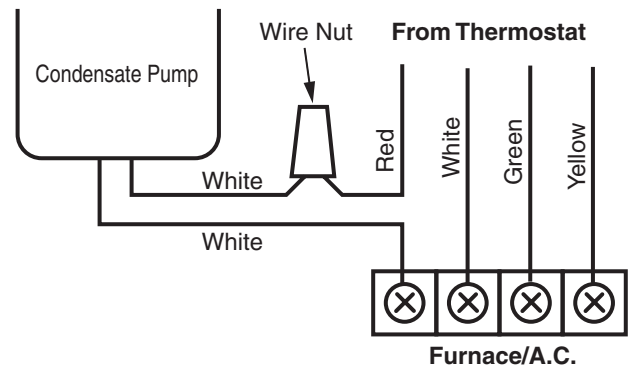 Wire Nut
From Thermostat
Condensate Pump
Red
White
Green
Yellow
White
White
Furnace/A.C.